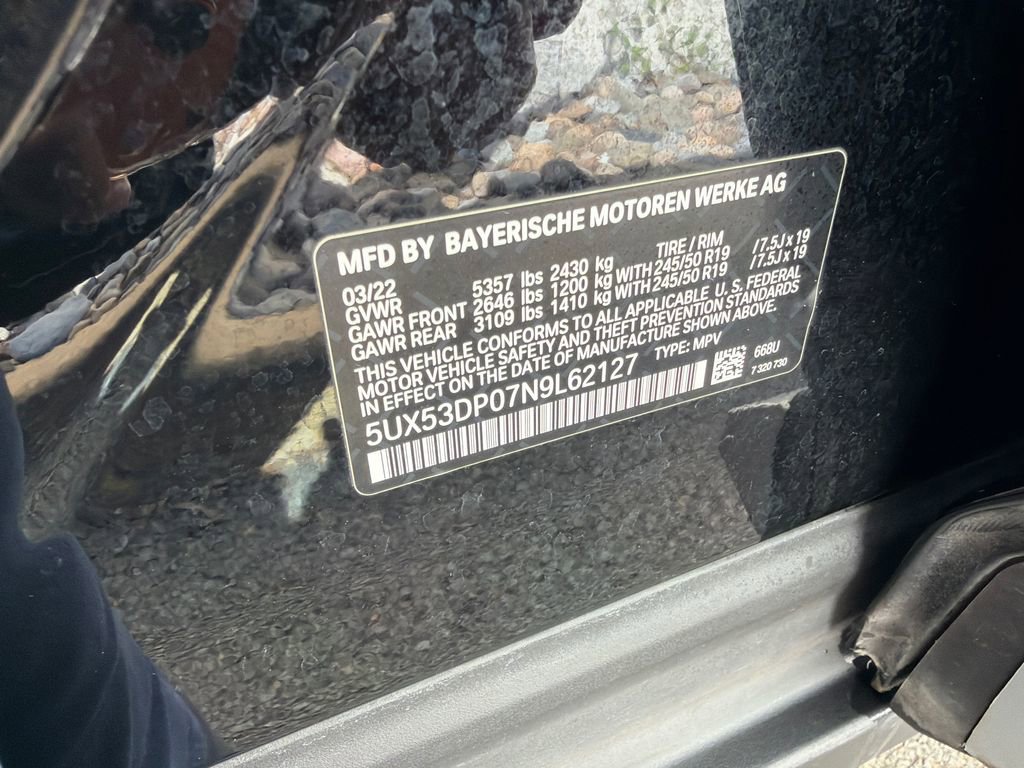 MFD BY BAYERISCHE MOTOREN WERKE AG
03/22 TIRE / RIM
GVWR 5357 lbs 2430 kg
GAWR FRONT 2646 lbs 1200 kg WITH 245/50 R19 /7.5J x 19
GAWR REAR 3109 lbs 1410 kg WITH 245/50 R19 /7.5J x 19
THIS VEHICLE CONFORMS TO ALL APPLICABLE U.S. FEDERAL
MOTOR VEHICLE SAFETY AND THEFT PREVENTION STANDARDS
IN EFFECT ON THE DATE OF MANUFACTURE SHOWN ABOVE.
5UX53DP07N9L62127 TYPE: MPV 668U
7 320 730